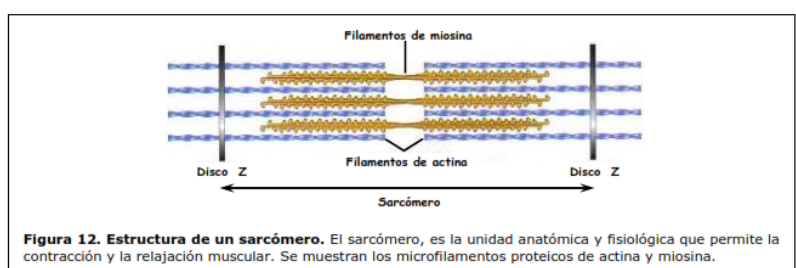 Filamentos de miosina
Filamentos de actina
Disco Z
Disco Z
Sarcómero
Figura 12. Estructura de un sarcómero. El sarcómero, es la unidad anatómica y fisiológica que permite la
contracción y la relajación muscular. Se muestran los microfilamentos proteicos de actina y miosina.